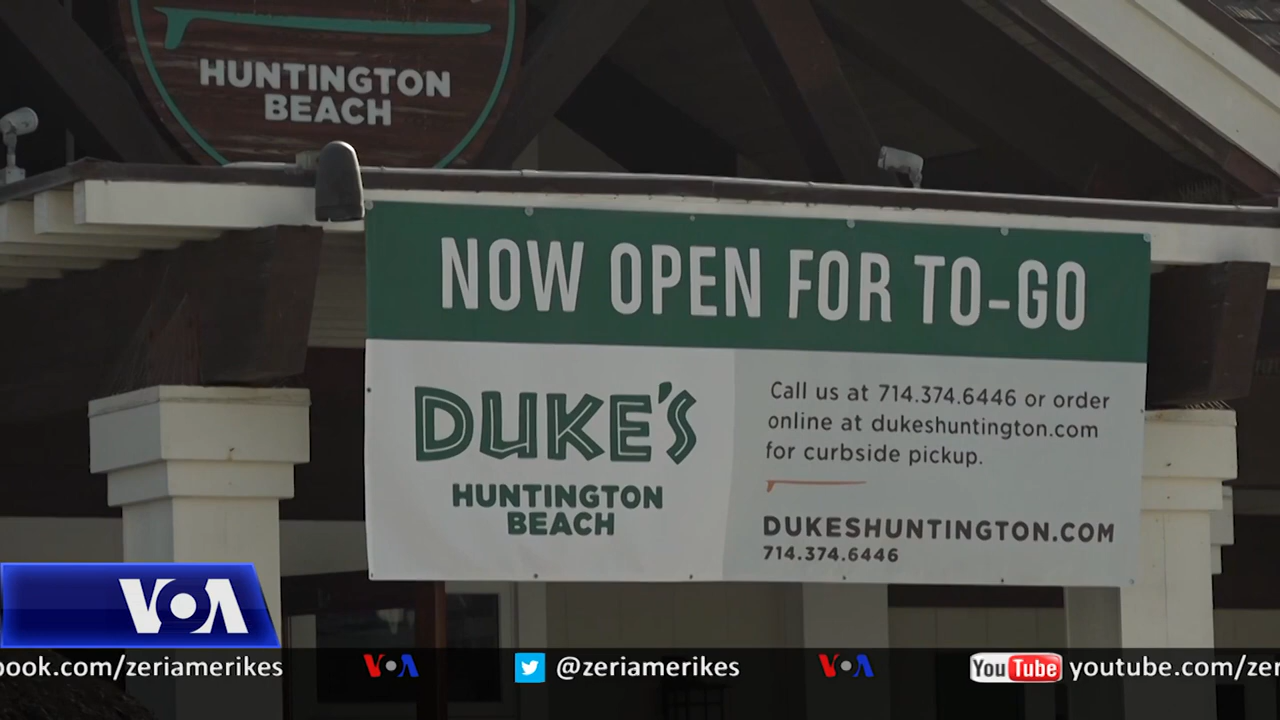 HUNTINGTON
BEACH
NOW OPEN FOR TO-GO
DUKE'S
HUNTINGTON
BEACH
Call us at 714.374.6446 or order
online at dukeshuntington.com
for curbside pickup.
DUKESHUNTINGTON.COM
714.374.6446
VOA
book.com/zeriamerikes VOA @zeriamerikes VOA YouTube youtube.com/zer